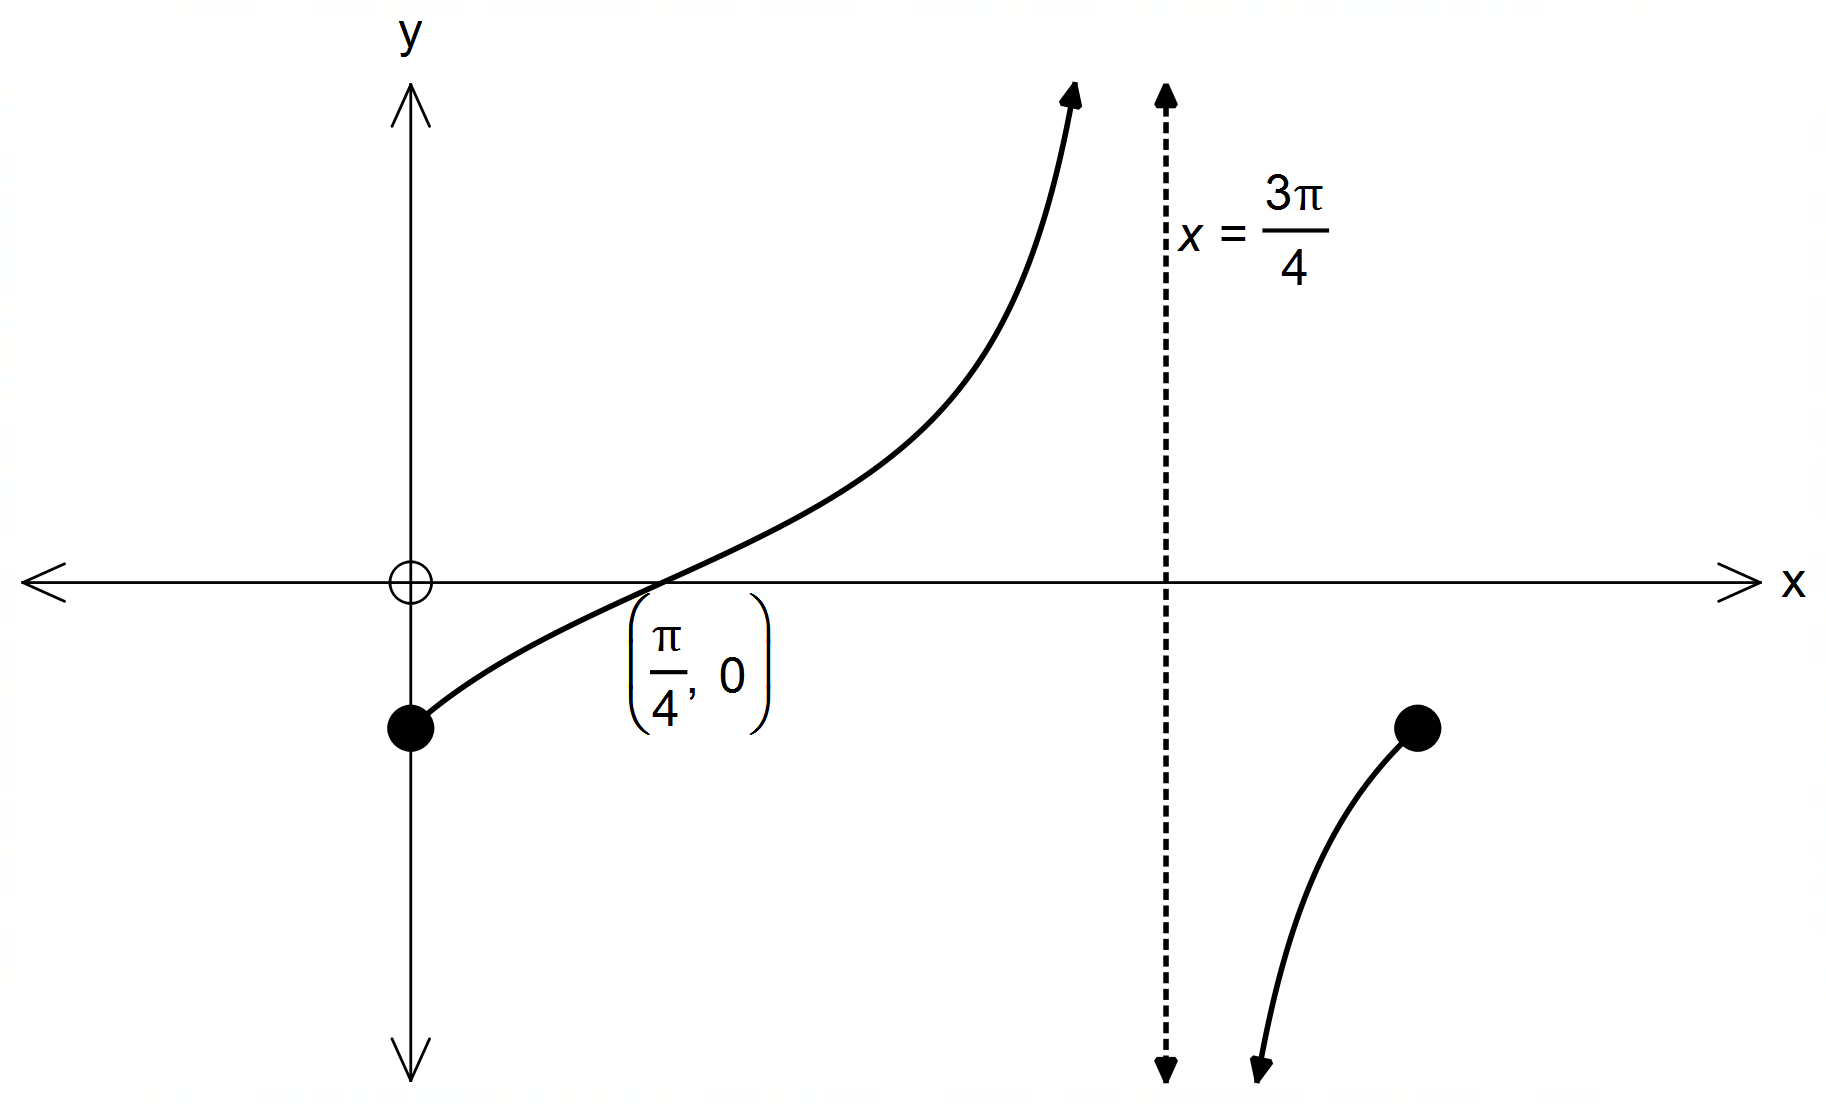 y
x = 3π/4
x
(π/4, 0)